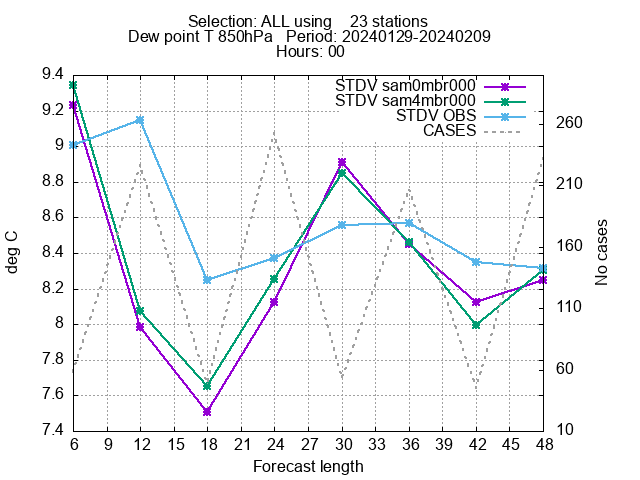 Selection: ALL using 23 stations
Dew point T 850hPa Period: 20240129-20240209
Hours: 00
STDV sam0mbr000
STDV sam4mbr000
STDV OBS
CASES
9.4
9.2
9
8.8
8.6
8.4
8.2
8
7.8
7.6
7.4
deg C
260
210
160
110
60
10
No cases
6 12 18 21 24 27 30 33 36 39 42 45 48
Forecast length